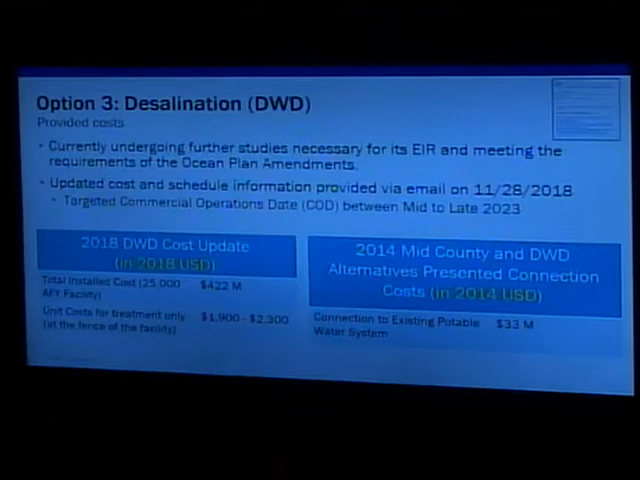 Option 3: Desalination (DWD)
Provided costs
• Currently undergoing further studies necessary for its EIR and meeting the
requirements of the Ocean Plan Amendments.
• Updated cost and schedule information provided via email on 11/28/2018
• Targeted Commercial Operations Date (COD) between Mid to Late 2023
2018 DWD Cost Update
(in 2018 USD)
Total Installed Cost (25,000 $422 M
AFY Facility)
Unit Costs for treatment only $1,900 - $2,300
(at the fence of the facility)
2014 Mid County and DWD
Alternatives Presented Connection
Costs (in 2014 USD)
Connection to Existing Potable $33 M
Water System